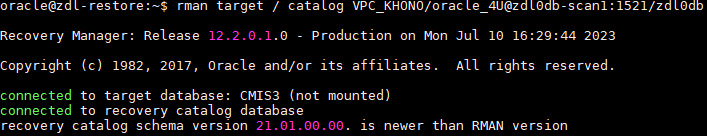 oracle@zdl-restore:~$ rman target / catalog VPC_KHONO/oracle_4U@zdl0db-scan1:1521/zdl0db
Recovery Manager: Release 12.2.0.1.0 - Production on Mon Jul 10 16:29:44 2023
Copyright (c) 1982, 2017, Oracle and/or its affiliates.  All rights reserved.
connected to target database: CMIS3 (not mounted)
connected to recovery catalog database
recovery catalog schema version 21.01.00.00. is newer than RMAN version